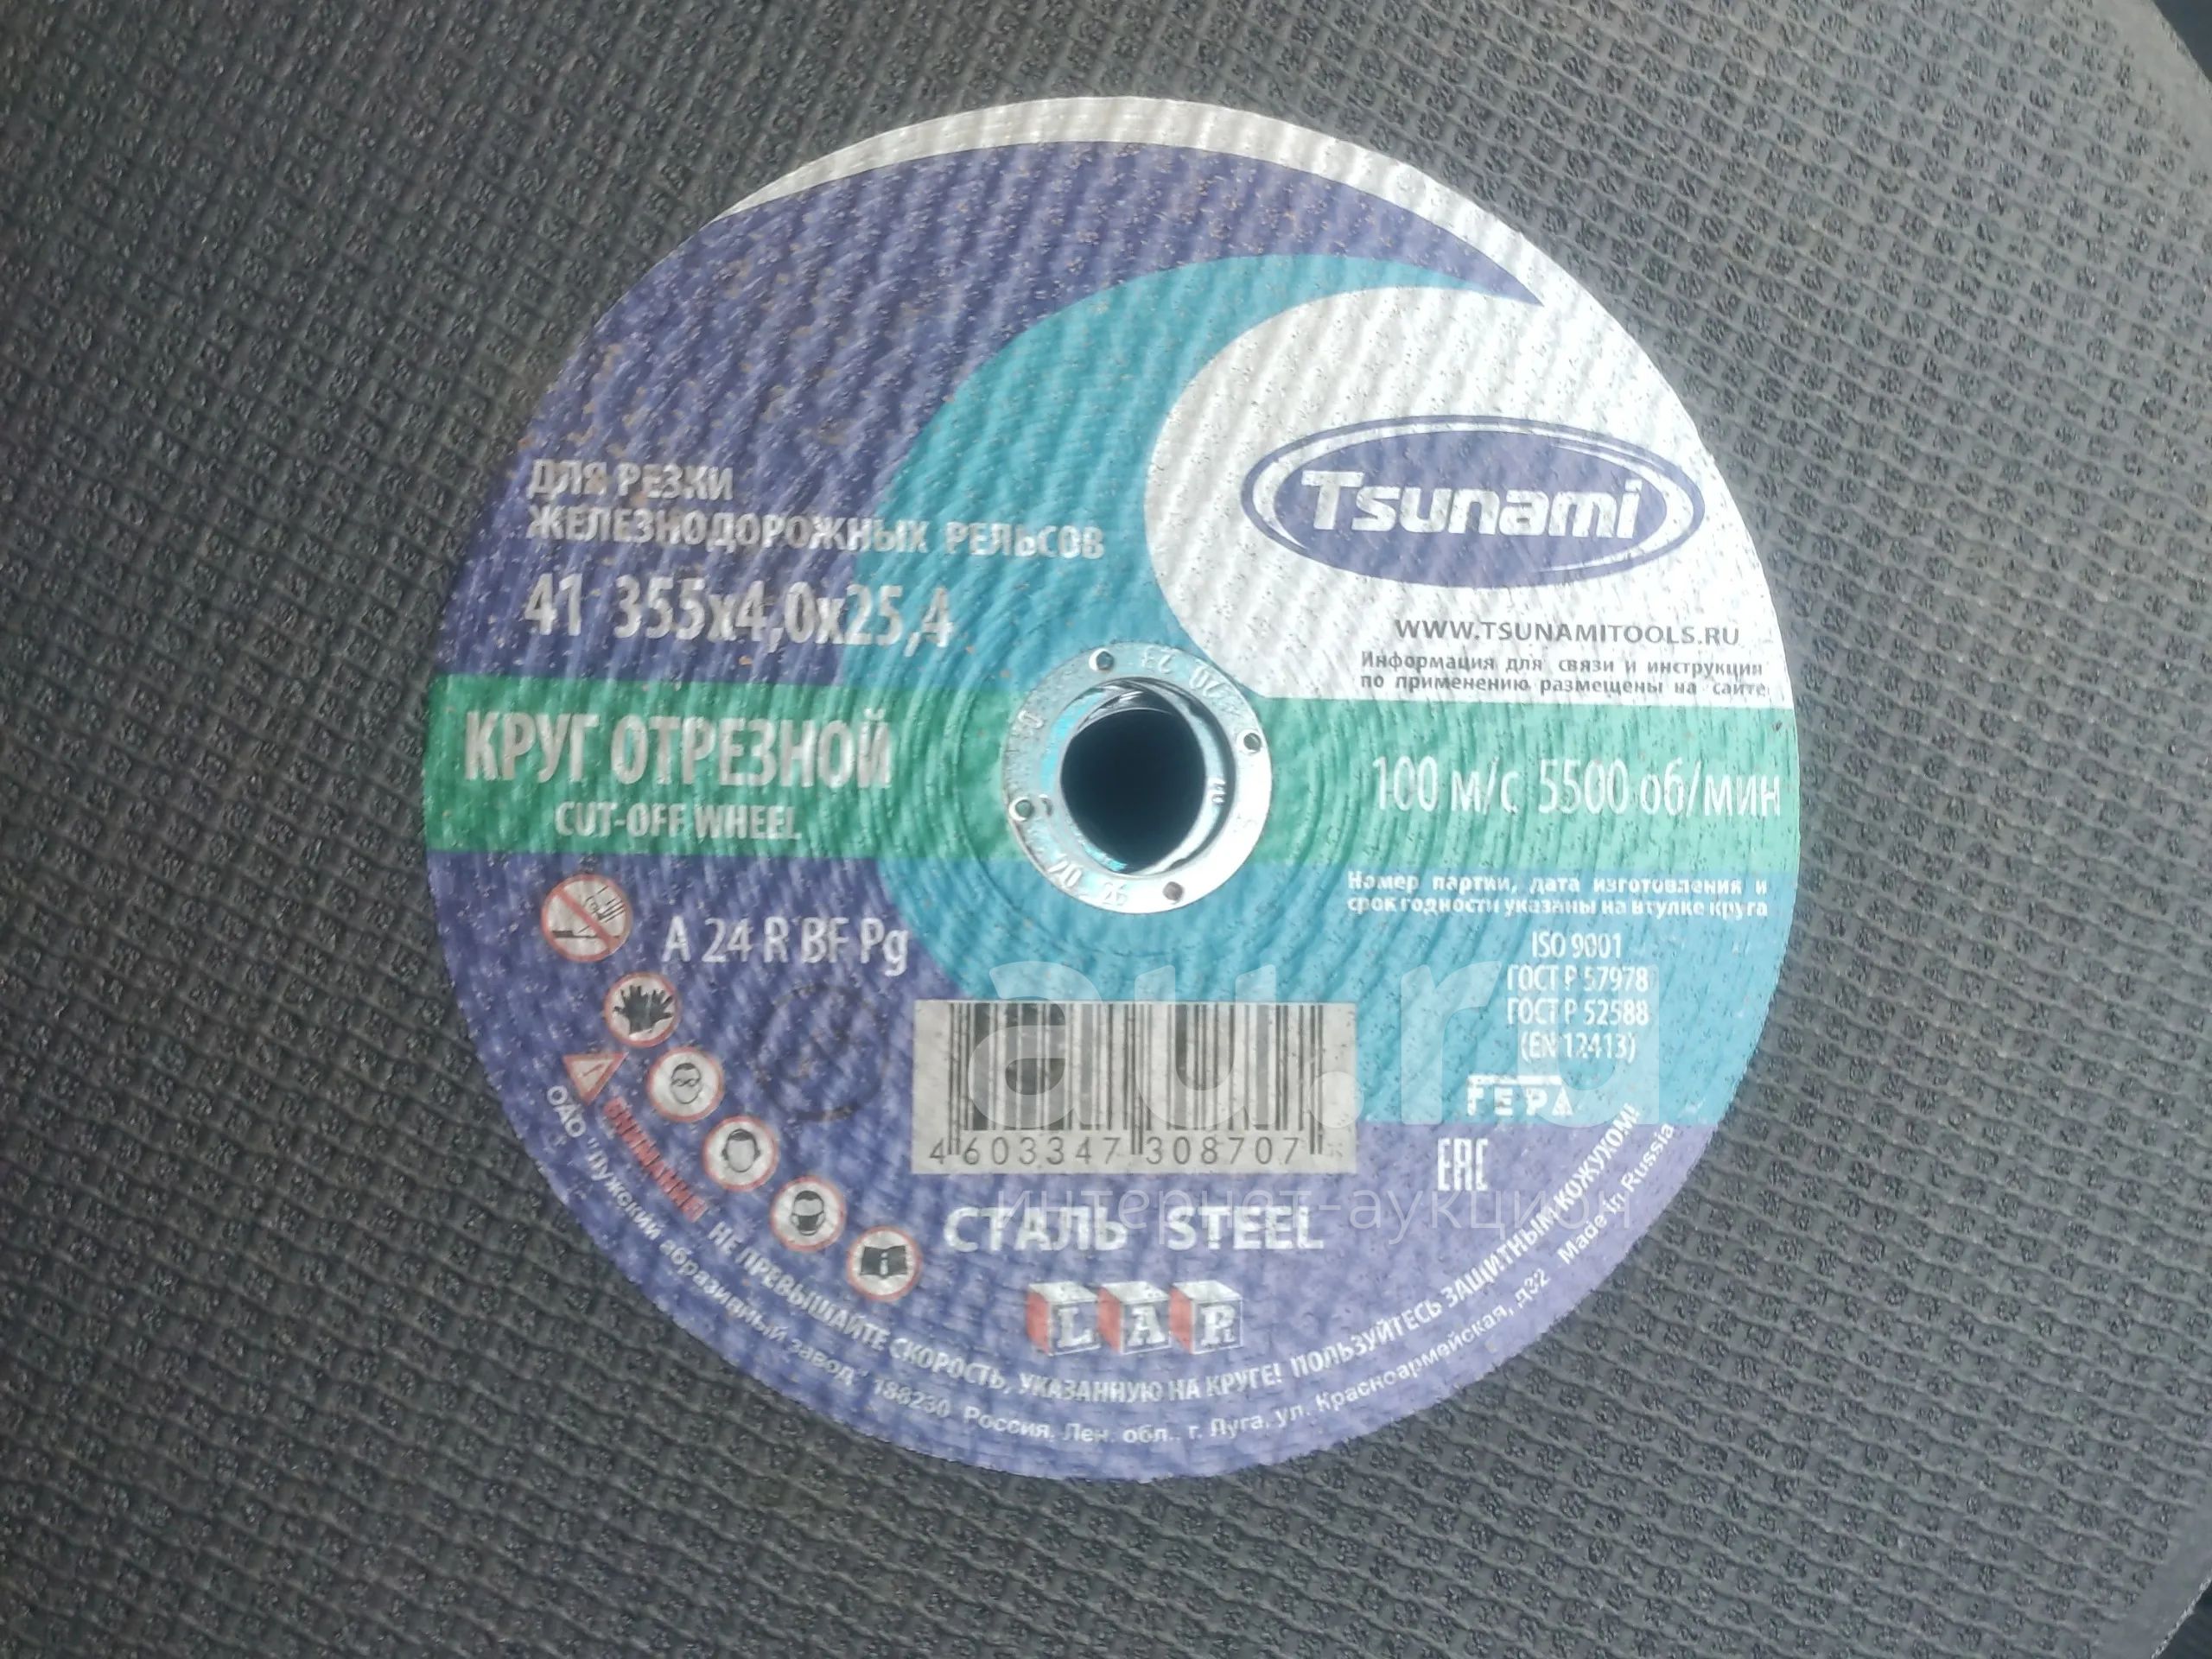 ДЛЯ РЕЗКИ
ЖЕЛЕЗНОДОРОЖНЫХ РЕЛЬСОВ
41 355x4,0x25,4
Tsunami
WWW.TSUNAMITOOLS.RU
Информация для связи и инструкция
по применению размещены на сайте
КРУГ ОТРЕЗНОЙ
CUT-OFF WHEEL
100 м/с 5500 об/мин
Номер партии, дата изготовления и
срок годности указаны на втулке круга
A 24 R BF Pg
ISO 9001
ГОСТ Р 57978
ГОСТ Р 52588
(EN 12413)
FEPA
EAC
4 603347 308707
СТАЛЬ STEEL
LAP
ВНИМАНИЕ! НЕ ПРЕВЫШАЙТЕ СКОРОСТЬ, УКАЗАННУЮ НА КРУГЕ! ПОЛЬЗУЙТЕСЬ ЗАЩИТНЫМ КОЖУХОМ!
ОАО "Лужский абразивный завод" 188230 Россия, Лен. обл., г. Луга, ул. Красноармейская, д32 Made in Russia
au.ru
интернет-аукцион